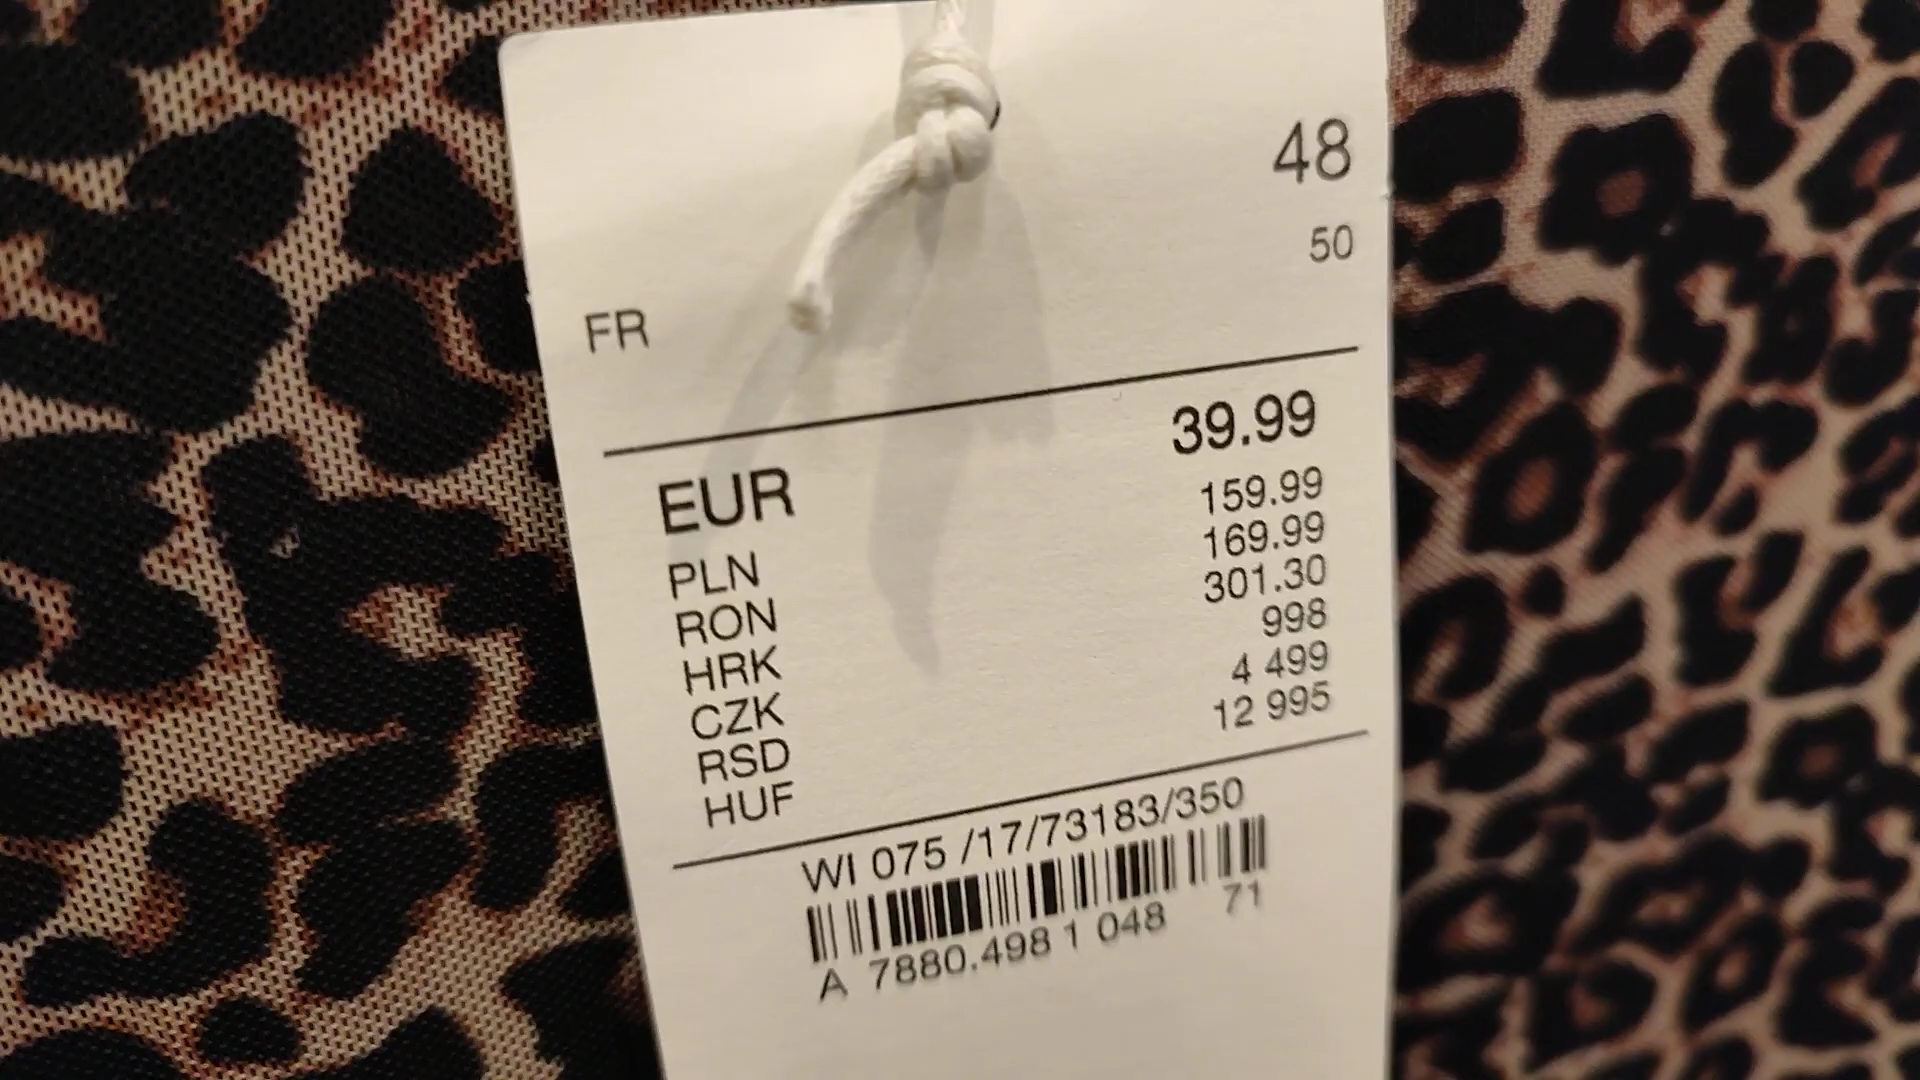 48
FR 50
EUR 39.99
PLN 159.99
RON 169.99
HRK 301.30
CZK 998
RSD 4 499
HUF 12 995
WI 075 /17/73183/350
A 7880.498 1 048 71